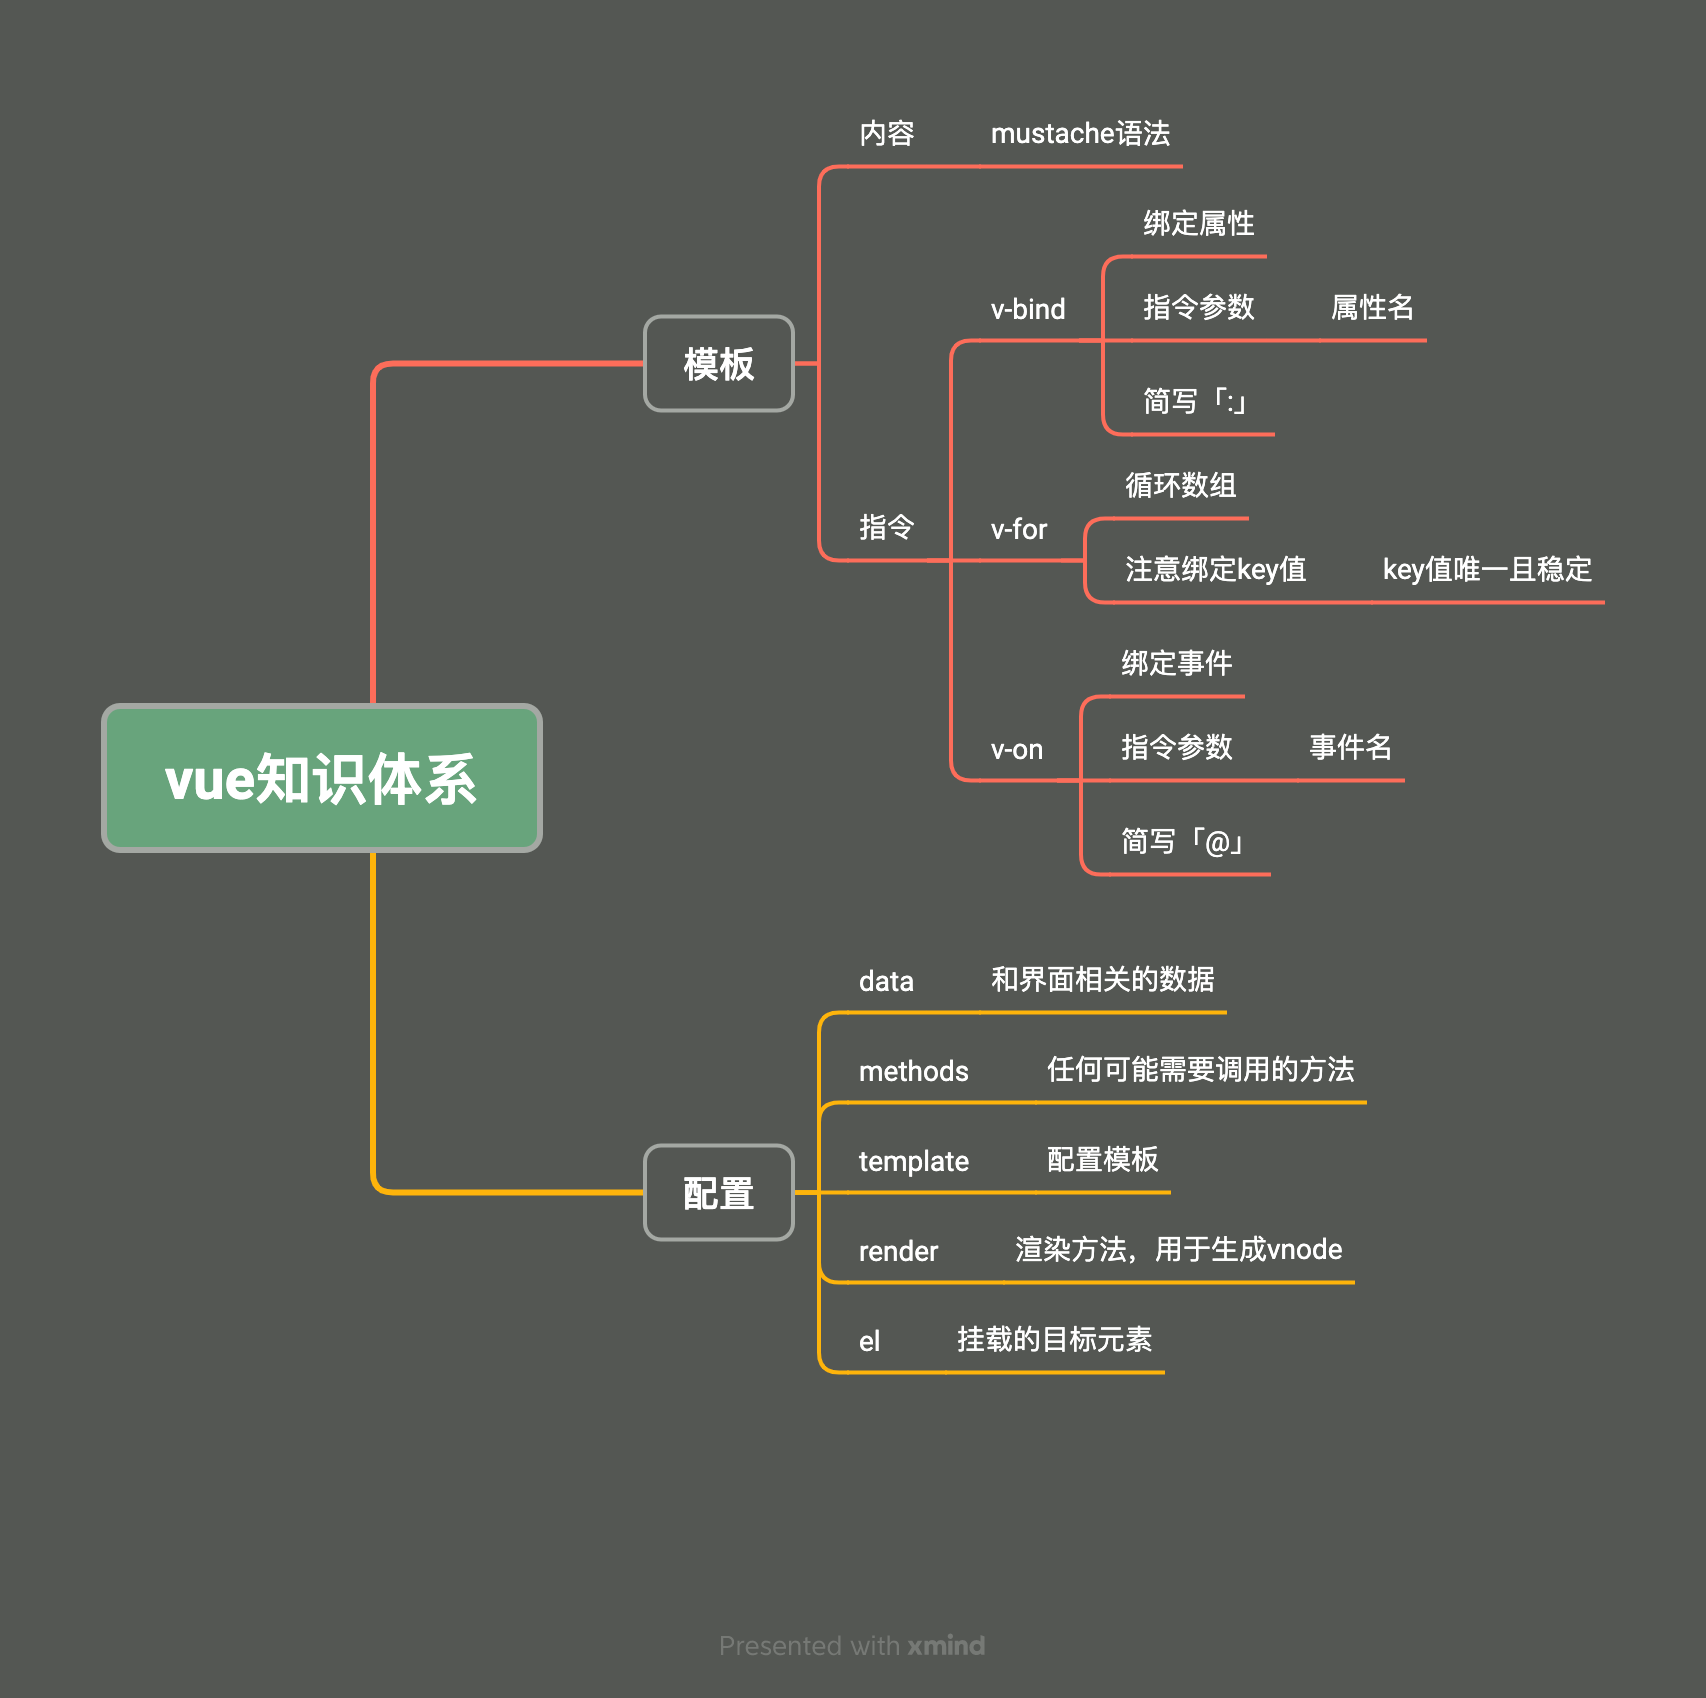 vue知识体系
模板
内容
mustache语法
指令
v-bind
绑定属性
指令参数
属性名
简写「:」
v-for
循环数组
注意绑定key值
key值唯一且稳定
v-on
绑定事件
指令参数
事件名
简写「@」
配置
data
和界面相关的数据
methods
任何可能需要调用的方法
template
配置模板
render
渲染方法，用于生成vnode
el
挂载的目标元素
Presented with xmind